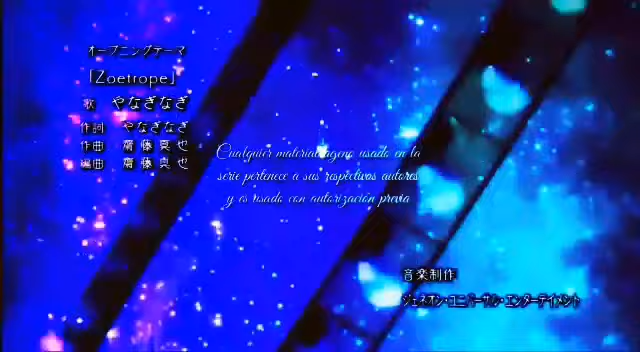 オープニングテーマ
「Zoetrope」
歌 やなぎなぎ
作詞 やなぎなぎ
作曲 齋藤真也
編曲 齋藤真也
Cualquier material ageno usado en la
serie pertenece a sus respectivos autores
y es usado con autorización previa
音楽制作
ジェネオン・ユニバーサル・エンターテイメント